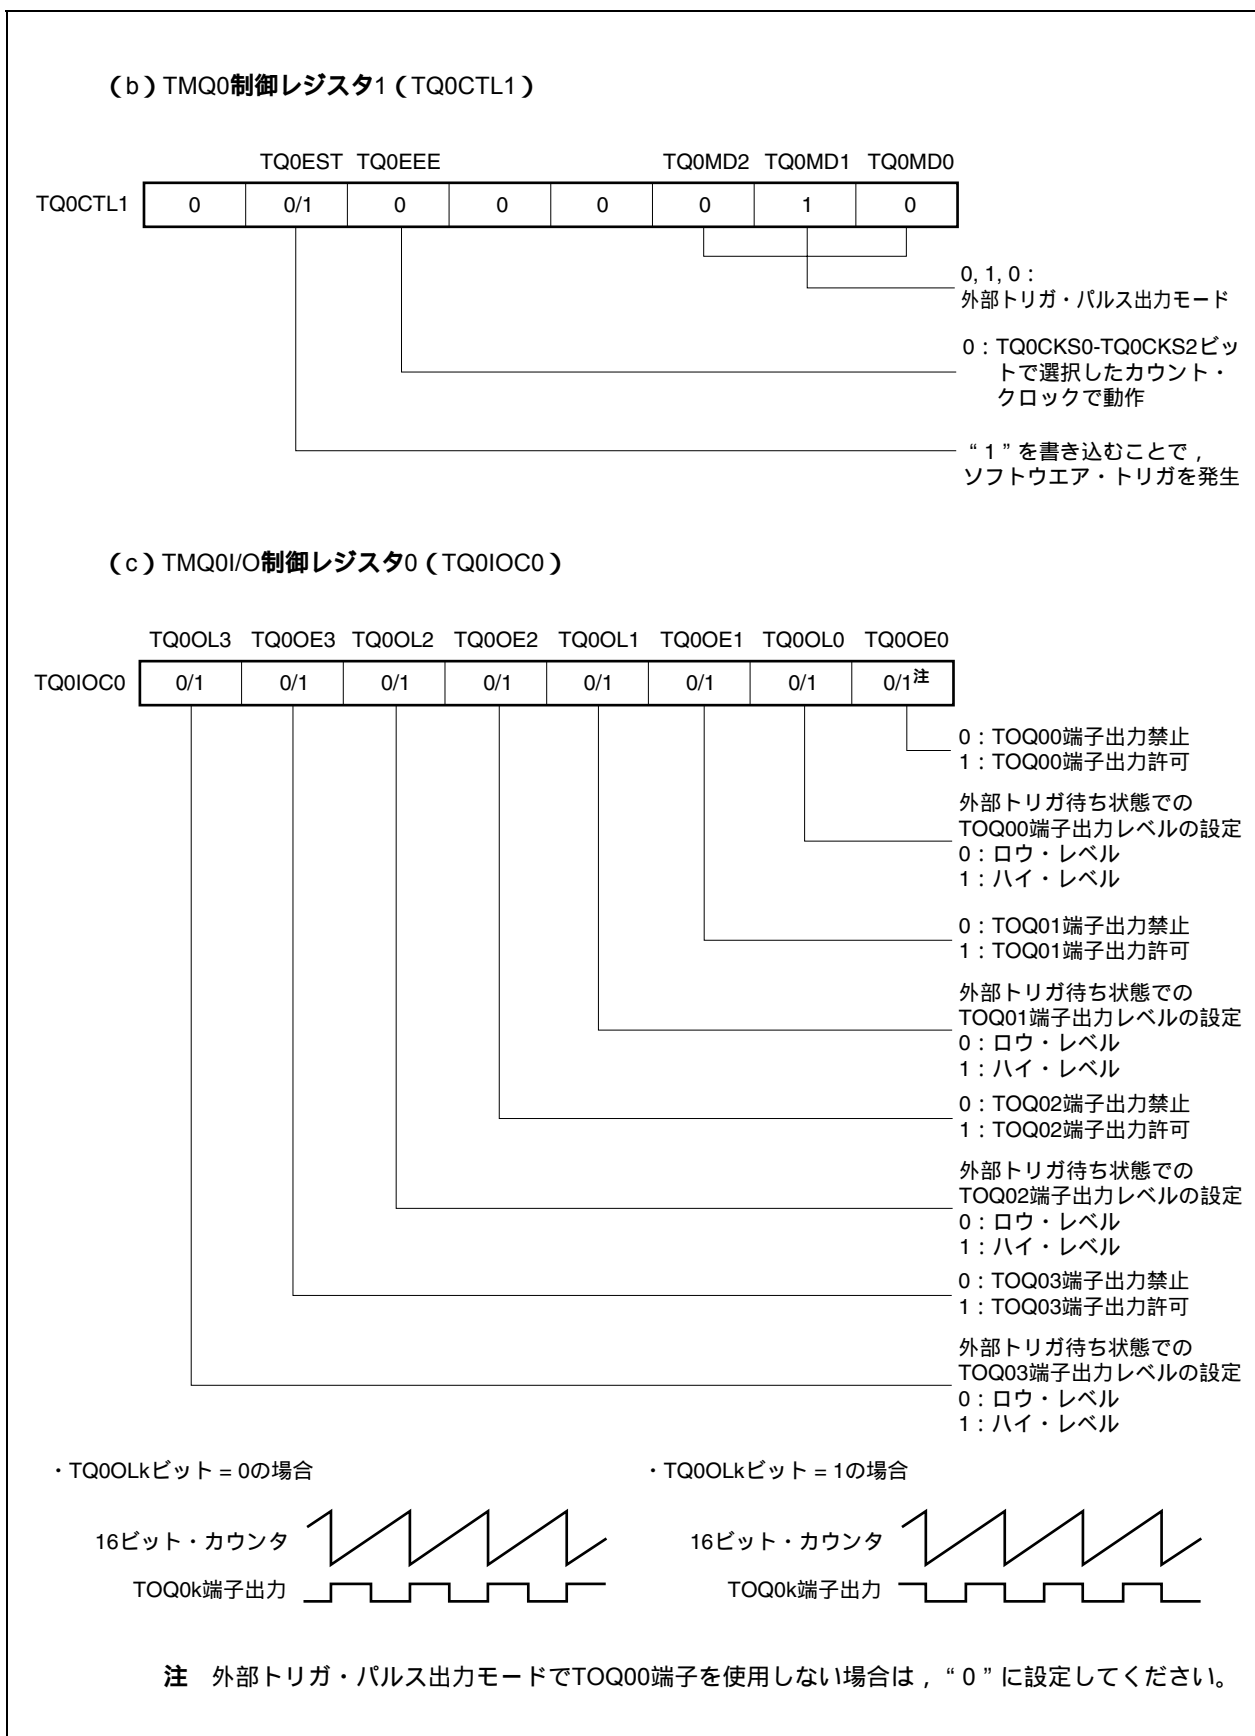 （b）TMQ0制御レジスタ1（TQ0CTL1）
TQ0EST TQ0EEE TQ0MD2 TQ0MD1 TQ0MD0
TQ0CTL1 0 0/1 0 0 0 0 1 0
0, 1, 0：
外部トリガ・パルス出力モード
0：TQ0CKS0-TQ0CKS2ビッ
トで選択したカウント・
クロックで動作
“1”を書き込むことで，
ソフトウエア・トリガを発生
（c）TMQ0I/O制御レジスタ0（TQ0IOC0）
TQ0OL3 TQ0OE3 TQ0OL2 TQ0OE2 TQ0OL1 TQ0OE1 TQ0OL0 TQ0OE0
TQ0IOC0 0/1 0/1 0/1 0/1 0/1 0/1 0/1 0/1注
0：TOQ00端子出力禁止
1：TOQ00端子出力許可
外部トリガ待ち状態での
TOQ00端子出力レベルの設定
0：ロウ・レベル
1：ハイ・レベル
0：TOQ01端子出力禁止
1：TOQ01端子出力許可
外部トリガ待ち状態での
TOQ01端子出力レベルの設定
0：ロウ・レベル
1：ハイ・レベル
0：TOQ02端子出力禁止
1：TOQ02端子出力許可
外部トリガ待ち状態での
TOQ02端子出力レベルの設定
0：ロウ・レベル
1：ハイ・レベル
0：TOQ03端子出力禁止
1：TOQ03端子出力許可
外部トリガ待ち状態での
TOQ03端子出力レベルの設定
0：ロウ・レベル
1：ハイ・レベル
・TQ0OLkビット = 0の場合
16ビット・カウンタ
TOQ0k端子出力
・TQ0OLkビット = 1の場合
16ビット・カウンタ
TOQ0k端子出力
注　外部トリガ・パルス出力モードでTOQ00端子を使用しない場合は，“0”に設定してください。